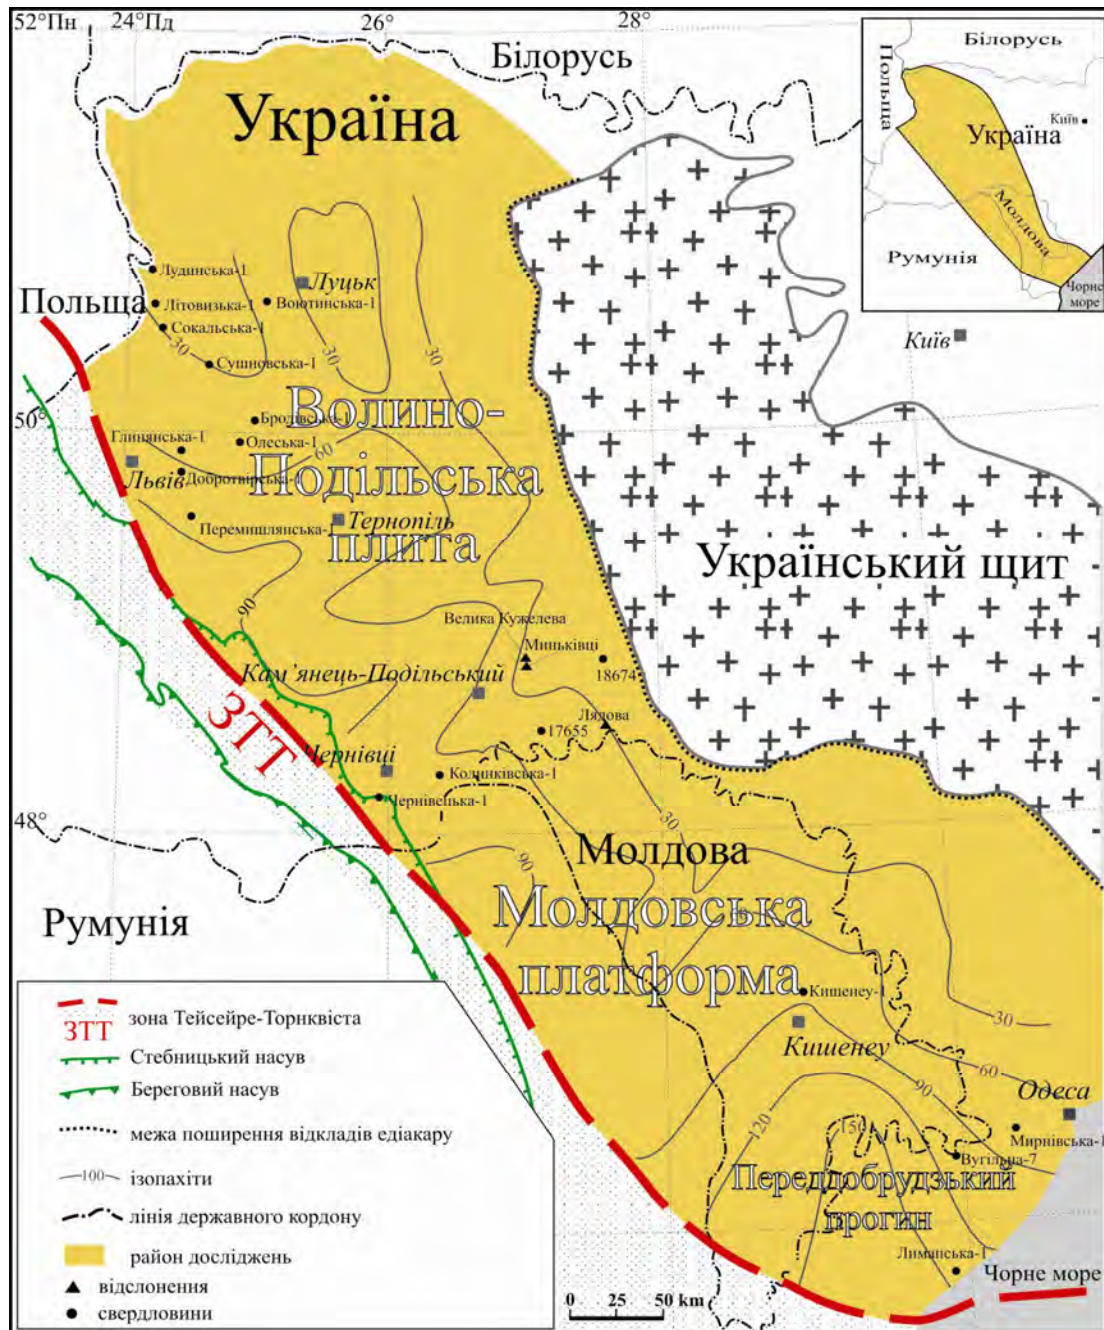 52°Пн
24°Пд
26°
28°
Білорусь
Україна
Польща
Білорусь
Україна
Київ
Молдова
Румунія
Чорне
море
Лудинська-1
Луцьк
Літовизька-1
Воютинська-1
Польща
Сокальська-1
30
30
30
Сушновська-1
Київ
50°
Волино-
Подільська
плита
Бродівська-1
Глинянська-1
Олеська-1
60
Львів
Добротвірська-1
Перемишлянська-1
Тернопіль
Український щит
90
Велика Кужелева
Миньківці
18674
Кам'янець-Подільський
ЗТТ
Лядова
17655
Чернівці
Колинківська-1
Чернівецька-1
48°
30
90
Молдова
Молдовська
платформа
Румунія
Кишенеу-1
30
Кишенеу
60
90
Одеса
120
150
Мирнівська-1
Вугільна-7
Переддобрудзький
прогин
Лиманська-1
Чорне море
ЗТТ
зона Тейсейре-Торнквіста
Стебницький насув
Береговий насув
межа поширення відкладів едіакару
100
ізопахіти
лінія державного кордону
район досліджень
відслонення
свердловини
0 25 50 km